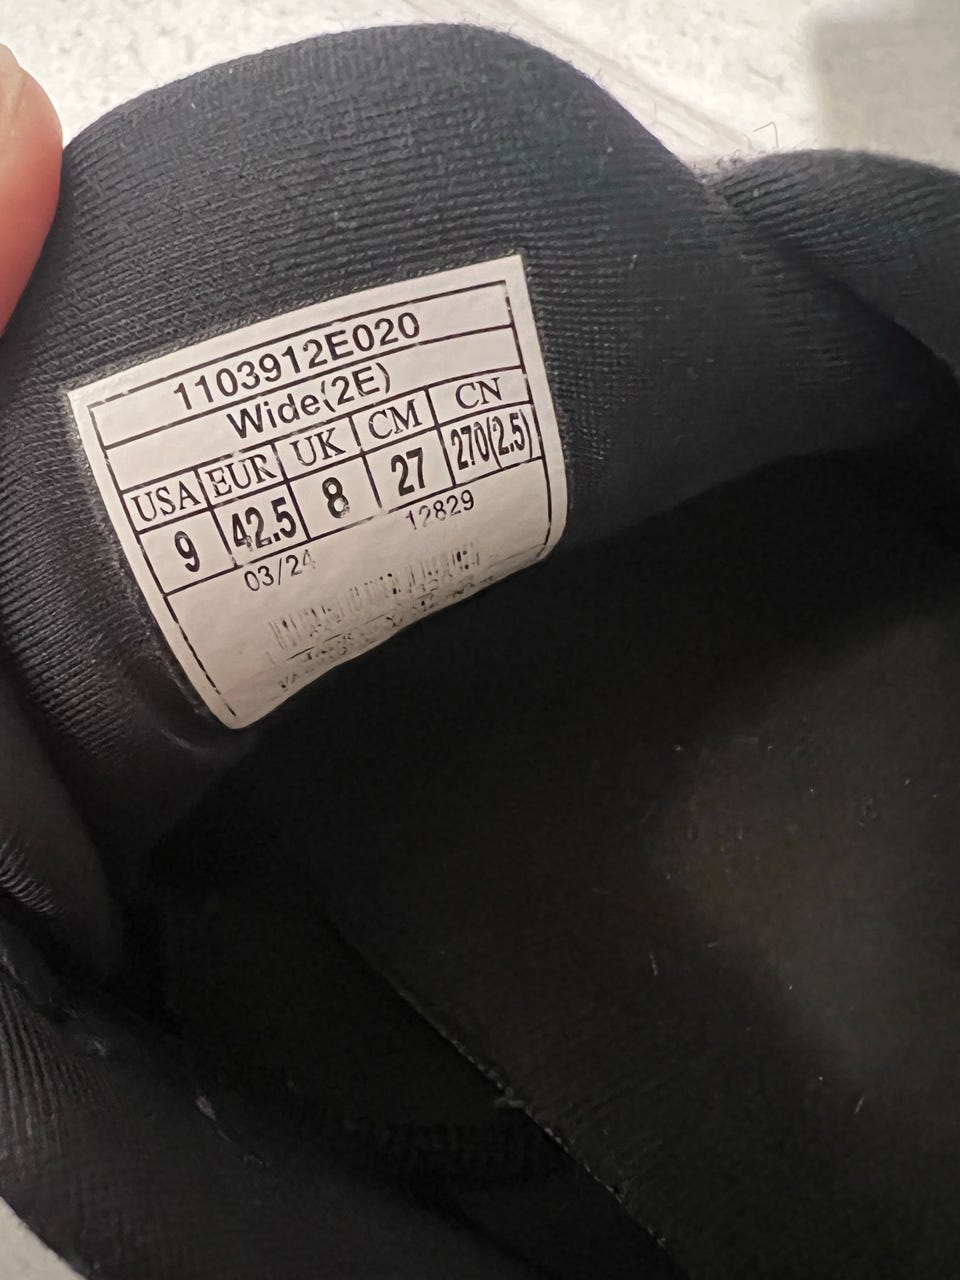 1103912E020
Wide(2E)
USA EUR UK CM CN
9 42.5 8 27 270(2.5)
03/24 12829